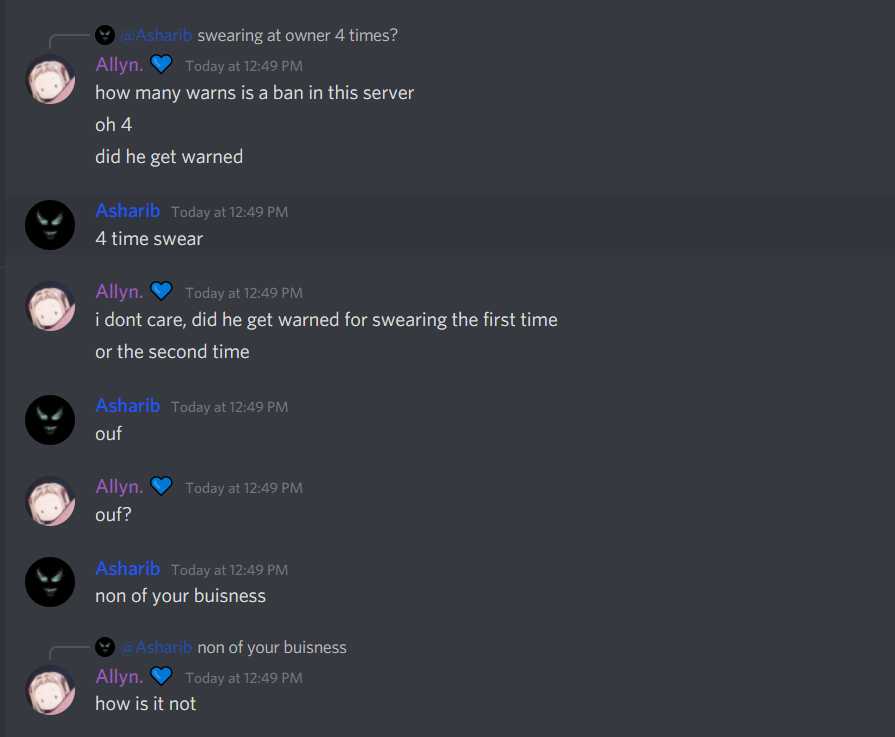 @Asharib swearing at owner 4 times?
Allyn. 💙 Today at 12:49 PM
how many warns is a ban in this server
oh 4
did he get warned
Asharib Today at 12:49 PM
4 time swear
Allyn. 💙 Today at 12:49 PM
i dont care, did he get warned for swearing the first time
or the second time
Asharib Today at 12:49 PM
ouf
Allyn. 💙 Today at 12:49 PM
ouf?
Asharib Today at 12:49 PM
non of your buisness
@Asharib non of your buisness
Allyn. 💙 Today at 12:49 PM
how is it not